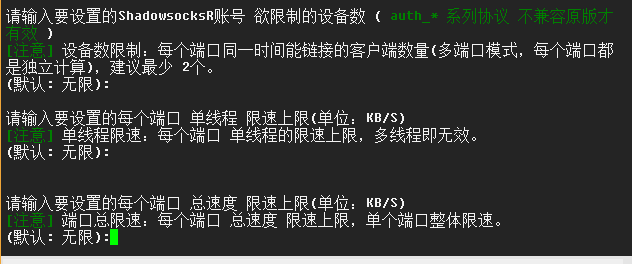 请输入要设置的ShadowsocksR账号 欲限制的设备数 ( auth_* 系列协议 不兼容原版才
有效 )
[注意] 设备数限制：每个端口同一时间能链接的客户端数量(多端口模式，每个端口都
是独立计算)，建议最少 2个。
(默认: 无限):
请输入要设置的每个端口 单线程 限速上限(单位：KB/S)
[注意] 单线程限速：每个端口 单线程的限速上限，多线程即无效。
(默认: 无限):
请输入要设置的每个端口 总速度 限速上限(单位：KB/S)
[注意] 端口总限速：每个端口 总速度 限速上限，单个端口整体限速。
(默认: 无限):